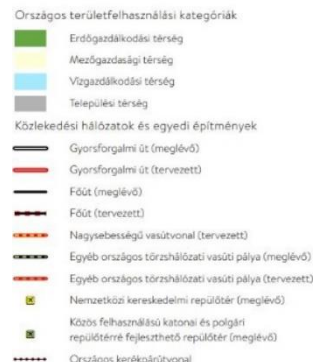 Országos területfelhasználási kategóriák
Erdőgazdálkodási térség
Mezőgazdasági térség
Vízgazdálkodási térség
Települési térség
Közlekedési hálózatok és egyedi építmények
Gyorsforgalmi út (meglévő)
Gyorsforgalmi út (tervezett)
Főút (meglévő)
Főút (tervezett)
Nagysebességű vasútvonal (tervezett)
Egyéb országos törzshálózati vasúti pálya (meglévő)
Egyéb országos törzshálózati vasúti pálya (tervezett)
Nemzetközi kereskedelmi repülőtér (meglévő)
Közös felhasználású katonai és polgári
repülőtérré fejleszthető repülőtér (meglévő)
Országos kerékpárútvonal